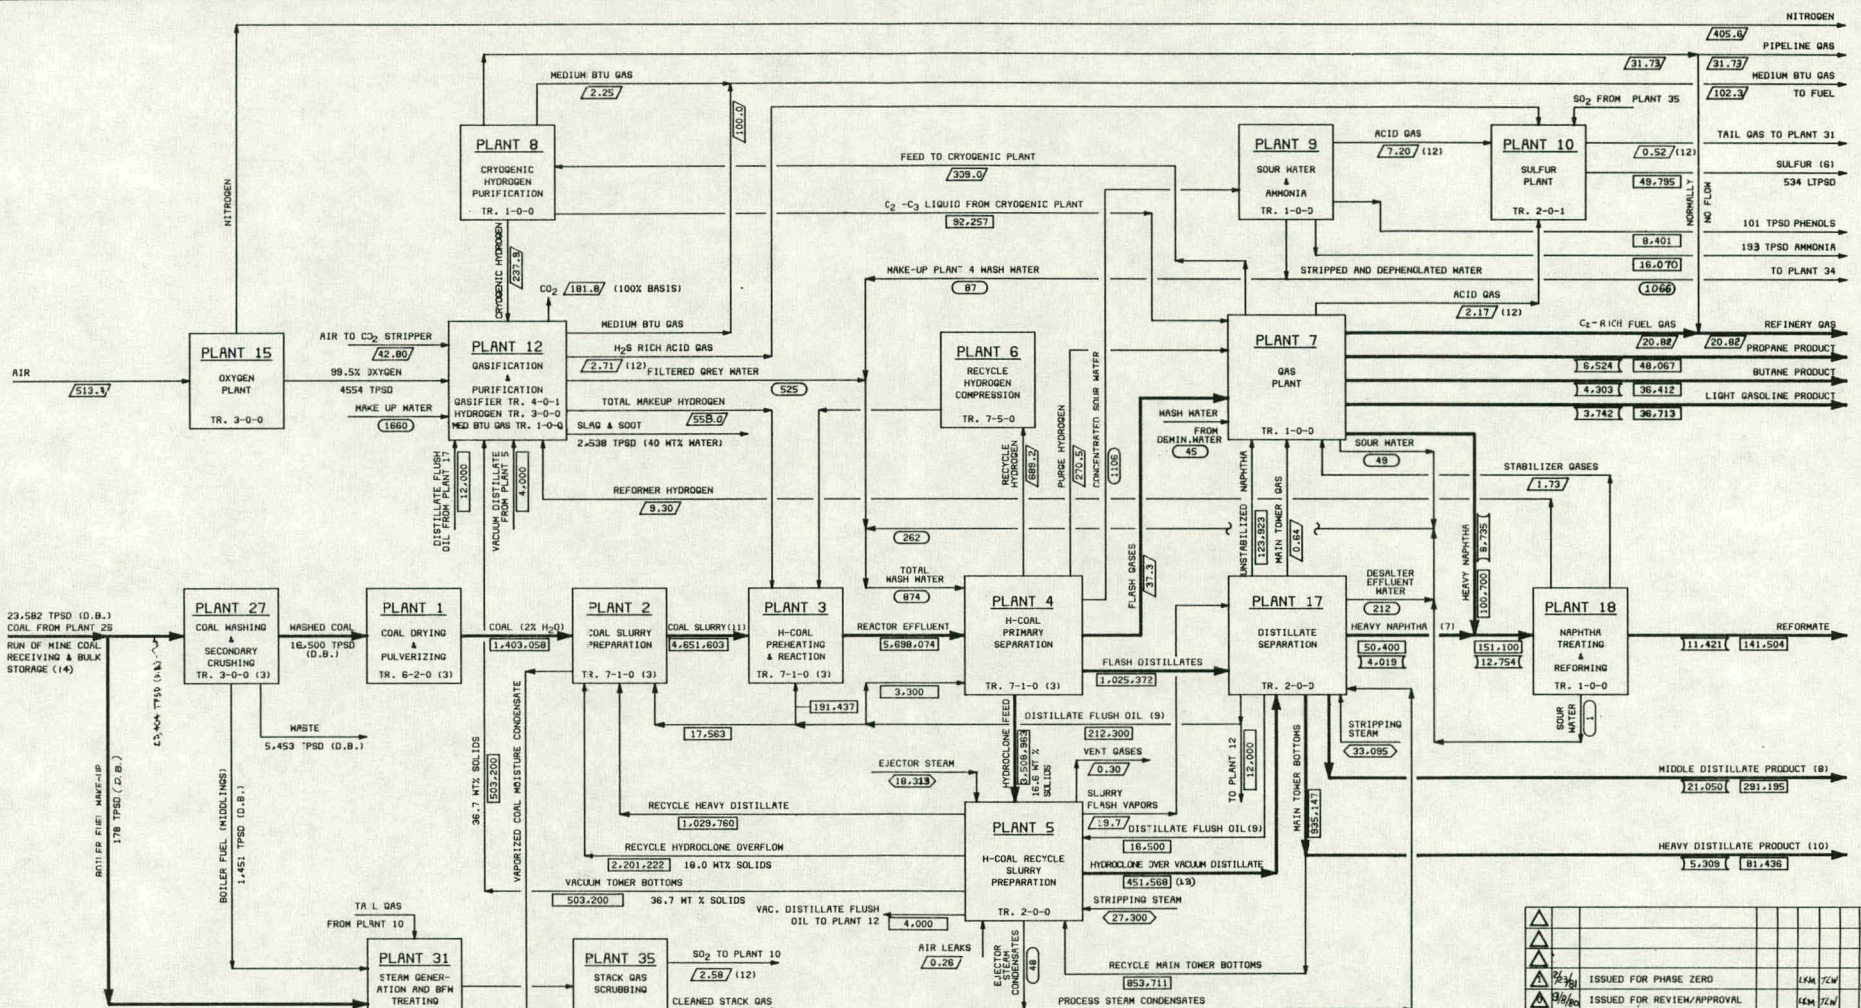 NITROGEN
405.6
PIPELINE GAS
31.73
31.73
MEDIUM BTU GAS
2.25
MEDIUM BTU GAS
102.3
TO FUEL
100.0
SO2 FROM PLANT 35
NITROGEN
PLANT 8
CRYOGENIC
HYDROGEN
PURIFICATION
TR. 1-0-0
FEED TO CRYOGENIC PLANT
309.0
C2 -C3 LIQUID FROM CRYOGENIC PLANT
92,257
PLANT 9
SOUR WATER
&
AMMONIA
TR. 1-0-0
ACID GAS
7.20 (12)
PLANT 10
SULFUR
PLANT
TR. 2-0-1
TAIL GAS TO PLANT 31
0.52 (12)
SULFUR (6)
49,795
534 LTPSD
NORMALLY
NO FLOW
101 TPSD PHENOLS
8,401
193 TPSD AMMONIA
16,070
TO PLANT 34
1066
CRYOGENIC HYDROGEN
237.9
MAKE-UP PLANT 4 WASH WATER
87
STRIPPED AND DEPHENOLATED WATER
CO2 181.8 (100% BASIS)
ACID GAS
2.17 (12)
AIR
513.
PLANT 15
OXYGEN
PLANT
TR. 3-0-0
AIR TO CO2 STRIPPER
42.80
99.5% OXYGEN
4554 TPSD
MAKE UP WATER
1660
PLANT 12
GASIFICATION
&
PURIFICATION
GASIFIER TR. 4-0-1
HYDROGEN TR. 3-0-0
MED BTU GAS TR. 1-0-0
MEDIUM BTU GAS
H2S RICH ACID GAS
2.71 (12)
FILTERED GREY WATER
525
TOTAL MAKEUP HYDROGEN
558.0
SLAG & SOOT
2,538 TPSD (40 WT% WATER)
PLANT 6
RECYCLE
HYDROGEN
COMPRESSION
TR. 7-5-0
PLANT 7
GAS
PLANT
TR. 1-0-0
C2-RICH FUEL GAS
20.82
REFINERY GAS
20.82
PROPANE PRODUCT
6,524 48,067
BUTANE PRODUCT
4,303 36,412
LIGHT GASOLINE PRODUCT
3,742 36,713
WASH WATER
FROM
DEMIN.WATER
45
SOUR WATER
49
DISTILLATE FLUSH
OIL FROM PLANT 17
12,000
VACUUM DISTILLATE
FROM PLANT 5
4,000
REFORMER HYDROGEN
9.30
RECYCLE
HYDROGEN
689.2
PURGE HYDROGEN
270.5
CONCENTRATED SOUR WATER
1106
UNSTABILIZED NAPHTHA
123,923
MAIN TOWER GAS
0.64
STABILIZER GASES
1.73
HEAVY NAPHTHA
8,735
100,700
262
FLASH GASES
37.3
23,582 TPSD (D.B.)
COAL FROM PLANT 26
RUN OF MINE COAL
RECEIVING & BULK
STORAGE (14)
23,404 TPSD (D.B.)
PLANT 27
COAL WASHING
&
SECONDARY
CRUSHING
TR. 3-0-0 (3)
WASHED COAL
16,500 TPSD
(D.B.)
PLANT 1
COAL DRYING
&
PULVERIZING
TR. 6-2-0 (3)
COAL (2% H2O)
1,403,058
PLANT 2
COAL SLURRY
PREPARATION
TR. 7-1-0 (3)
COAL SLURRY(11)
4,651,603
PLANT 3
H-COAL
PREHEATING
& REACTION
TR. 7-1-0 (3)
TOTAL
WASH WATER
874
REACTOR EFFLUENT
5,698,074
PLANT 4
H-COAL
PRIMARY
SEPARATION
TR. 7-1-0 (3)
FLASH DISTILLATES
1,025,372
PLANT 17
DISTILLATE
SEPARATION
TR. 2-0-0
DESALTER
EFFLUENT
WATER
212
HEAVY NAPHTHA (7)
50,400
4,019
151,100
12,754
PLANT 18
NAPHTHA
TREATING
&
REFORMING
TR. 1-0-0
REFORMATE
11,421 141,504
3,300
191,437
17,563
DISTILLATE FLUSH OIL (9)
212,300
STRIPPING
STEAM
33,095
SOUR
WATER
1
WASTE
5,453 TPSD (D.B.)
BOILER FUEL MAKE-UP
178 TPSD (D.B.)
BOILER FUEL (MIDDLINGS)
1,451 TPSD (D.B.)
36.7 WT% SOLIDS
503,200
VAPORIZED COAL MOISTURE CONDENSATE
HYDROCLONE FEED
3,508,963
16.6 WT %
SOLIDS
VENT GASES
0.30
EJECTOR STEAM
18,313
TO PLANT 12
12,000
MAIN TOWER BOTTOMS
935,147
MIDDLE DISTILLATE PRODUCT (8)
21,050 291,195
RECYCLE HEAVY DISTILLATE
1,029,760
PLANT 5
H-COAL RECYCLE
SLURRY
PREPARATION
TR. 2-0-0
SLURRY
FLASH VAPORS
19.7
DISTILLATE FLUSH OIL(9)
16,500
RECYCLE HYDROCLONE OVERFLOW
2,201,222 18.0 WT% SOLIDS
HYDROCLONE OVER VACUUM DISTILLATE
451,568 (13)
HEAVY DISTILLATE PRODUCT (10)
5,309 81,436
VACUUM TOWER BOTTOMS
503,200 36.7 WT % SOLIDS
VAC. DISTILLATE FLUSH
OIL TO PLANT 12
4,000
STRIPPING STEAM
27,300
GAS
FROM PLANT 10
PLANT 31
STEAM GENER-
ATION AND BFW
TREATING
PLANT 35
STACK GAS
SCRUBBING
SO2 TO PLANT 10
2.58 (12)
CLEANED STACK GAS
AIR LEAKS
0.26
EJECTOR
STEAM
CONDENSATES
48
RECYCLE MAIN TOWER BOTTOMS
853,711
PROCESS STEAM CONDENSATES
ISSUED FOR PHASE ZERO
ISSUED FOR REVIEW/APPROVAL